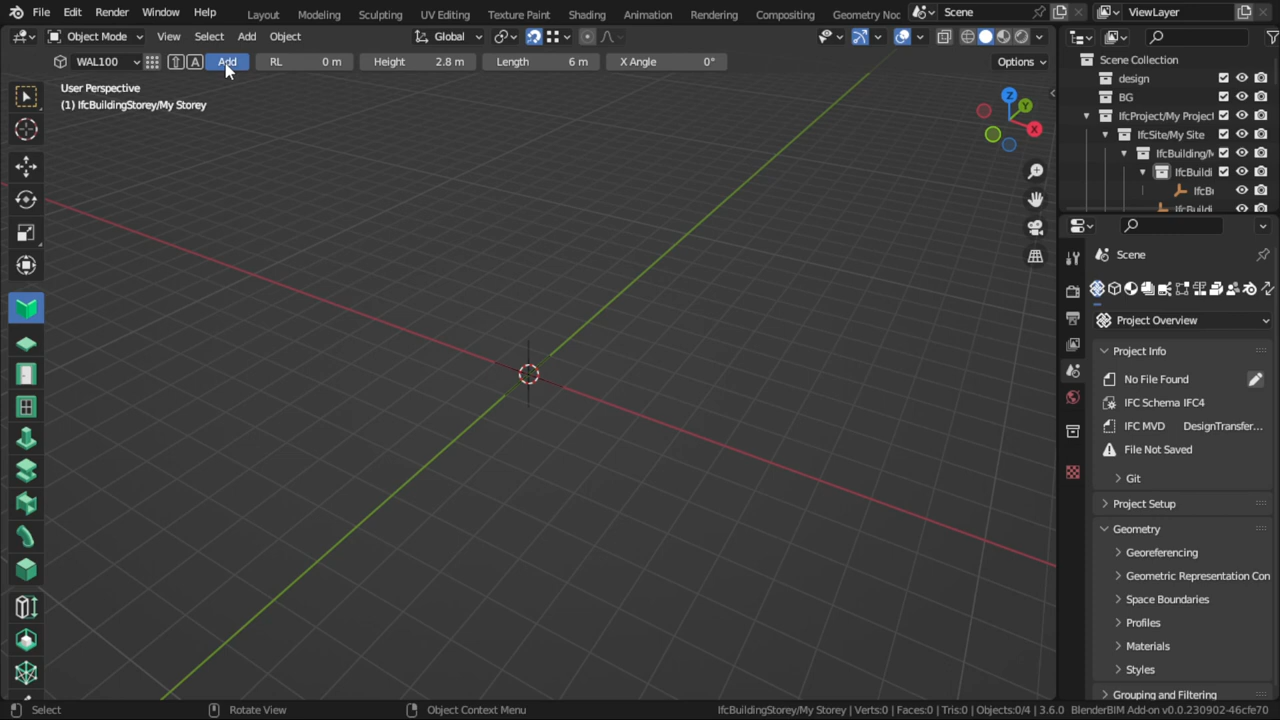 File Edit Render Window Help Layout Modeling Sculpting UV Editing Texture Paint Shading Animation Rendering Compositing Geometry Noc Scene ViewLayer
Object Mode View Select Add Object Global
WAL100 A Add RL 0 m Height 2.8 m Length 6 m X Angle 0° Options
User Perspective
(1) IfcBuildingStorey/My Storey
Z
Y
X
Scene Collection
design
BG
IfcProject/My Project
IfcSite/My Site
IfcBuilding/M
IfcBuildi
IfcBu
IfcBuildi
Scene
Project Overview
Project Info
No File Found
IFC Schema IFC4
IFC MVD DesignTransfer...
File Not Saved
Git
Project Setup
Geometry
Georeferencing
Geometric Representation Con
Space Boundaries
Profiles
Materials
Styles
Grouping and Filtering
Select Rotate View Object Context Menu IfcBuildingStorey/My Storey | Verts:0 | Faces:0 | Tris:0 | Objects:0/4 | 3.6.0 BlenderBIM Add-on v0.0.230902-46cfe70